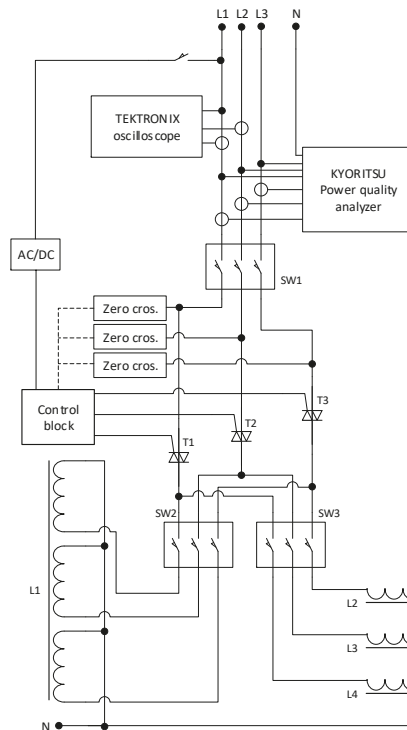 L1 L2 L3 N
TEKTRONIX
oscilloscope
KYORITSU
Power quality
analyzer
AC/DC
SW1
Zero cros.
Zero cros.
Zero cros.
Control
block
T3
T2
T1
SW2
SW3
L1
L2
L3
L4
N